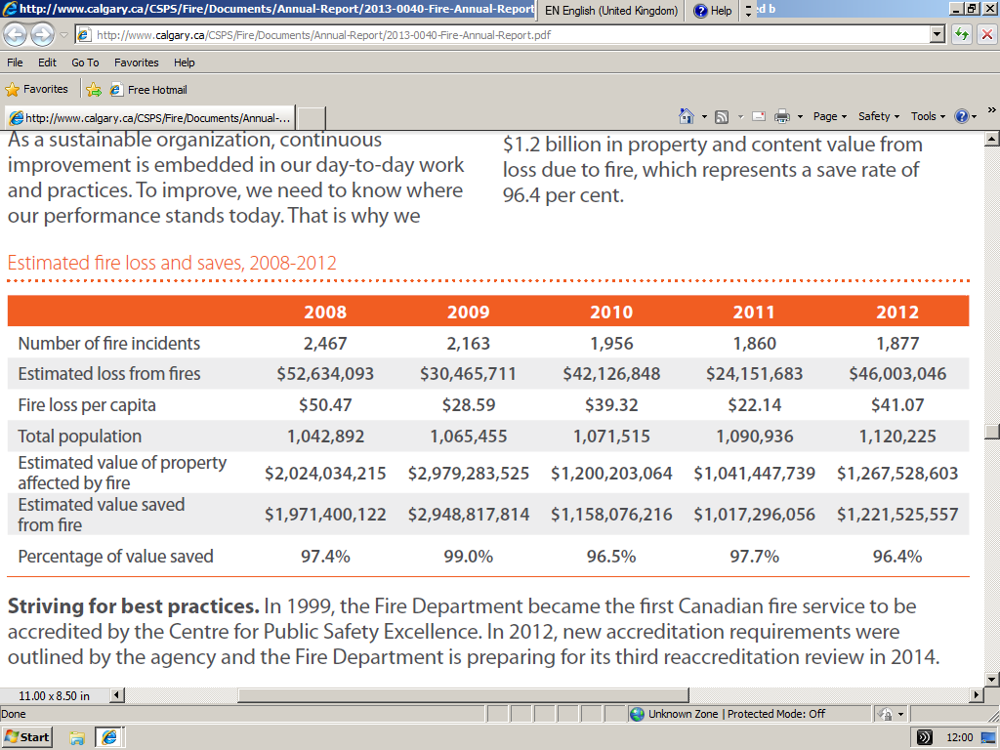 http://www.calgary.ca/CSPS/Fire/Documents/Annual-Report/2013-0040-Fire-Annual-Report
EN English (United Kingdom) Help
ed b
http://www.calgary.ca/CSPS/Fire/Documents/Annual-Report/2013-0040-Fire-Annual-Report.pdf
File Edit Go To Favorites Help
Favorites Free Hotmail
http://www.calgary.ca/CSPS/Fire/Documents/Annual-... Page Safety Tools »
As a sustainable organization, continuous
improvement is embedded in our day-to-day work
and practices. To improve, we need to know where
our performance stands today. That is why we
$1.2 billion in property and content value from
loss due to fire, which represents a save rate of
96.4 per cent.
Estimated fire loss and saves, 2008-2012
2008 2009 2010 2011 2012
Number of fire incidents 2,467 2,163 1,956 1,860 1,877
Estimated loss from fires $52,634,093 $30,465,711 $42,126,848 $24,151,683 $46,003,046
Fire loss per capita $50.47 $28.59 $39.32 $22.14 $41.07
Total population 1,042,892 1,065,455 1,071,515 1,090,936 1,120,225
Estimated value of property
affected by fire $2,024,034,215 $2,979,283,525 $1,200,203,064 $1,041,447,739 $1,267,528,603
Estimated value saved
from fire $1,971,400,122 $2,948,817,814 $1,158,076,216 $1,017,296,056 $1,221,525,557
Percentage of value saved 97.4% 99.0% 96.5% 97.7% 96.4%
Striving for best practices. In 1999, the Fire Department became the first Canadian fire service to be
accredited by the Centre for Public Safety Excellence. In 2012, new accreditation requirements were
outlined by the agency and the Fire Department is preparing for its third reaccreditation review in 2014.
11.00 x 8.50 in
Done Unknown Zone | Protected Mode: Off
Start 12:00